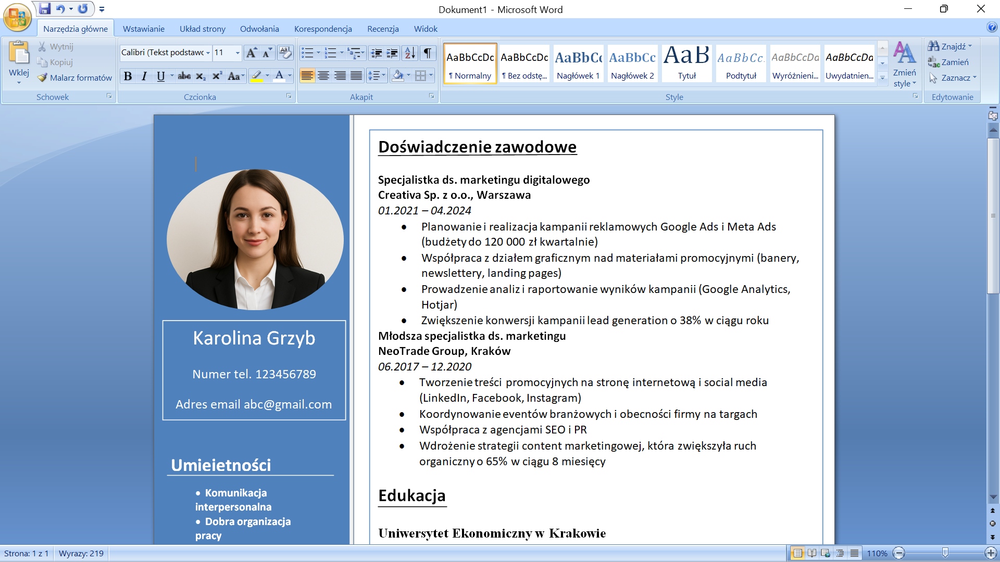 Dokument1 - Microsoft Word
Narzędzia główne
Wstawianie
Układ strony
Odwołania
Korespondencja
Recenzja
Widok
Wklej
Wytnij
Kopiuj
Malarz formatów
Schowek
Calibri (Tekst podstawc
11
Czcionka
Akapit
AaBbCcDc
¶ Normalny
AaBbCcDc
¶ Bez odstę...
AaBbCc
Nagłówek 1
AaBbCc
Nagłówek 2
AaB
Tytuł
AaBbCc.
Podtytuł
AaBbCcDa
Wyróżnieni...
AaBbCcDa
Uwydatnien...
Zmień
style
Style
Znajdź
Zamień
Zaznacz
Edytowanie
Karolina Grzyb
Numer tel. 123456789
Adres email abc@gmail.com
Umieietności
• Komunikacja
interpersonalna
• Dobra organizacja
pracy
Doświadczenie zawodowe
Specjalistka ds. marketingu digitalowego
Creativa Sp. z o.o., Warszawa
01.2021 – 04.2024
• Planowanie i realizacja kampanii reklamowych Google Ads i Meta Ads
(budżety do 120 000 zł kwartalnie)
• Współpraca z działem graficznym nad materiałami promocyjnymi (banery,
newslettery, landing pages)
• Prowadzenie analiz i raportowanie wyników kampanii (Google Analytics,
Hotjar)
• Zwiększenie konwersji kampanii lead generation o 38% w ciągu roku
Młodsza specjalistka ds. marketingu
NeoTrade Group, Kraków
06.2017 – 12.2020
• Tworzenie treści promocyjnych na stronę internetową i social media
(LinkedIn, Facebook, Instagram)
• Koordynowanie eventów branżowych i obecności firmy na targach
• Współpraca z agencjami SEO i PR
• Wdrożenie strategii content marketingowej, która zwiększyła ruch
organiczny o 65% w ciągu 8 miesięcy
Edukacja
Uniwersytet Ekonomiczny w Krakowie
Strona: 1 z 1
Wyrazy: 219
110%